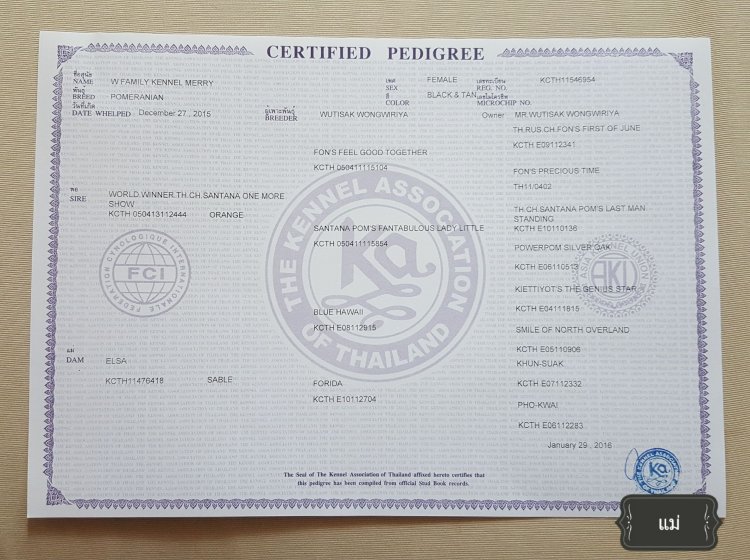 CERTIFIED PEDIGREE
ชื่อสุนัข
NAME W FAMILY KENNEL MERRY
เพศ
SEX FEMALE
เลขทะเบียน
REG. NO. KCTH11546954
พันธุ์
BREED POMERANIAN
สี
COLOR BLACK & TAN
เลขไมโครชิพ
MICROCHIP NO.
วันที่เกิด
DATE WHELPED December 27, 2015
ผู้เพาะพันธุ์
BREEDER WUTISAK WONGWIRIYA
Owner MR.WUTISAK WONGWIRIYA
TH.RUS.CH.FON'S FIRST OF JUNE
KCTH E09112341
FON'S FEEL GOOD TOGETHER
KCTH 050411115104
FON'S PRECIOUS TIME
TH11/0402
พ่อ
SIRE WORLD.WINNER.TH.CH.SANTANA ONE MORE SHOW
KCTH 050413112444 ORANGE
TH.CH.SANTANA POM'S LAST MAN STANDING
KCTH E10110136
SANTANA POM'S FANTABULOUS LADY LITTLE
KCTH 050411115854
POWERPOM SILVER OAK
KCTH E05110513
KIETTIYOT'S THE GENIUS STAR
KCTH E04111815
BLUE HAWAII
KCTH E08112915
SMILE OF NORTH OVERLAND
KCTH E05110906
แม่
DAM ELSA
KCTH11476418 SABLE
KHUN-SUAK
KCTH E07112332
FORIDA
KCTH E10112704
PHO-KWAI
KCTH E06112283
January 29, 2016
The Seal of The Kennel Association of Thailand affixed hereto certifies that
this pedigree has been compiled from official Stud Book records.
THE KENNEL ASSOCIATION OF THAILAND
Ka
FEDERATION CYNOLOGIQUE INTERNATIONALE
FCI
AKU
แม่